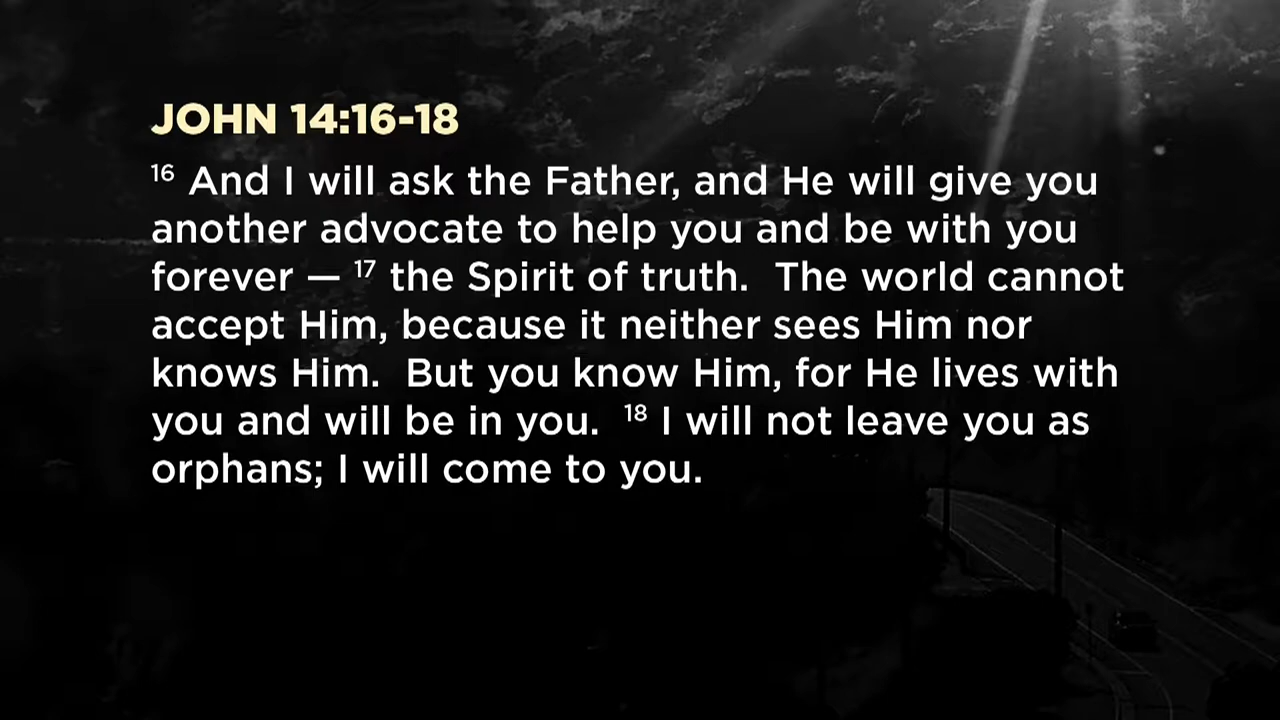 JOHN 14:16-18
16 And I will ask the Father, and He will give you
another advocate to help you and be with you
forever — 17 the Spirit of truth.  The world cannot
accept Him, because it neither sees Him nor
knows Him.  But you know Him, for He lives with
you and will be in you.  18 I will not leave you as
orphans; I will come to you.